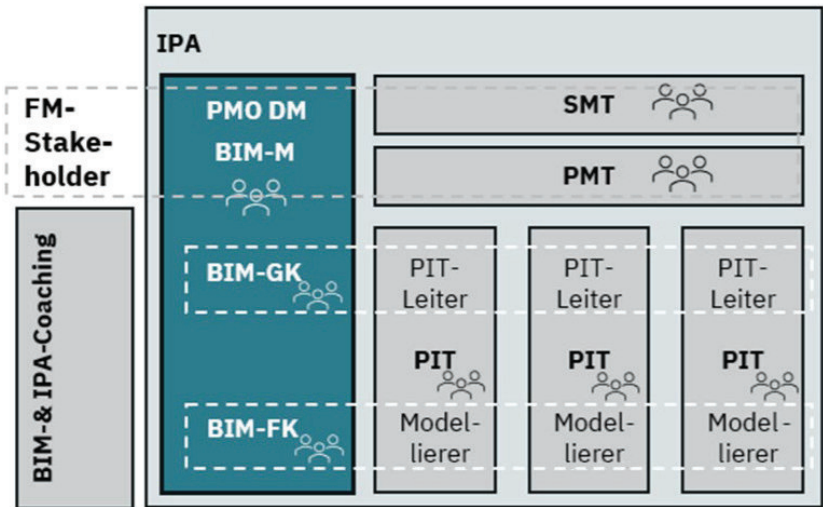 IPA
FM-
Stake-
holder
PMO DM
BIM-M
SMT
PMT
BIM-& IPA-Coaching
BIM-GK
PIT-
Leiter
PIT-
Leiter
PIT-
Leiter
PIT
PIT
PIT
BIM-FK
Model-
lierer
Model-
lierer
Model-
lierer